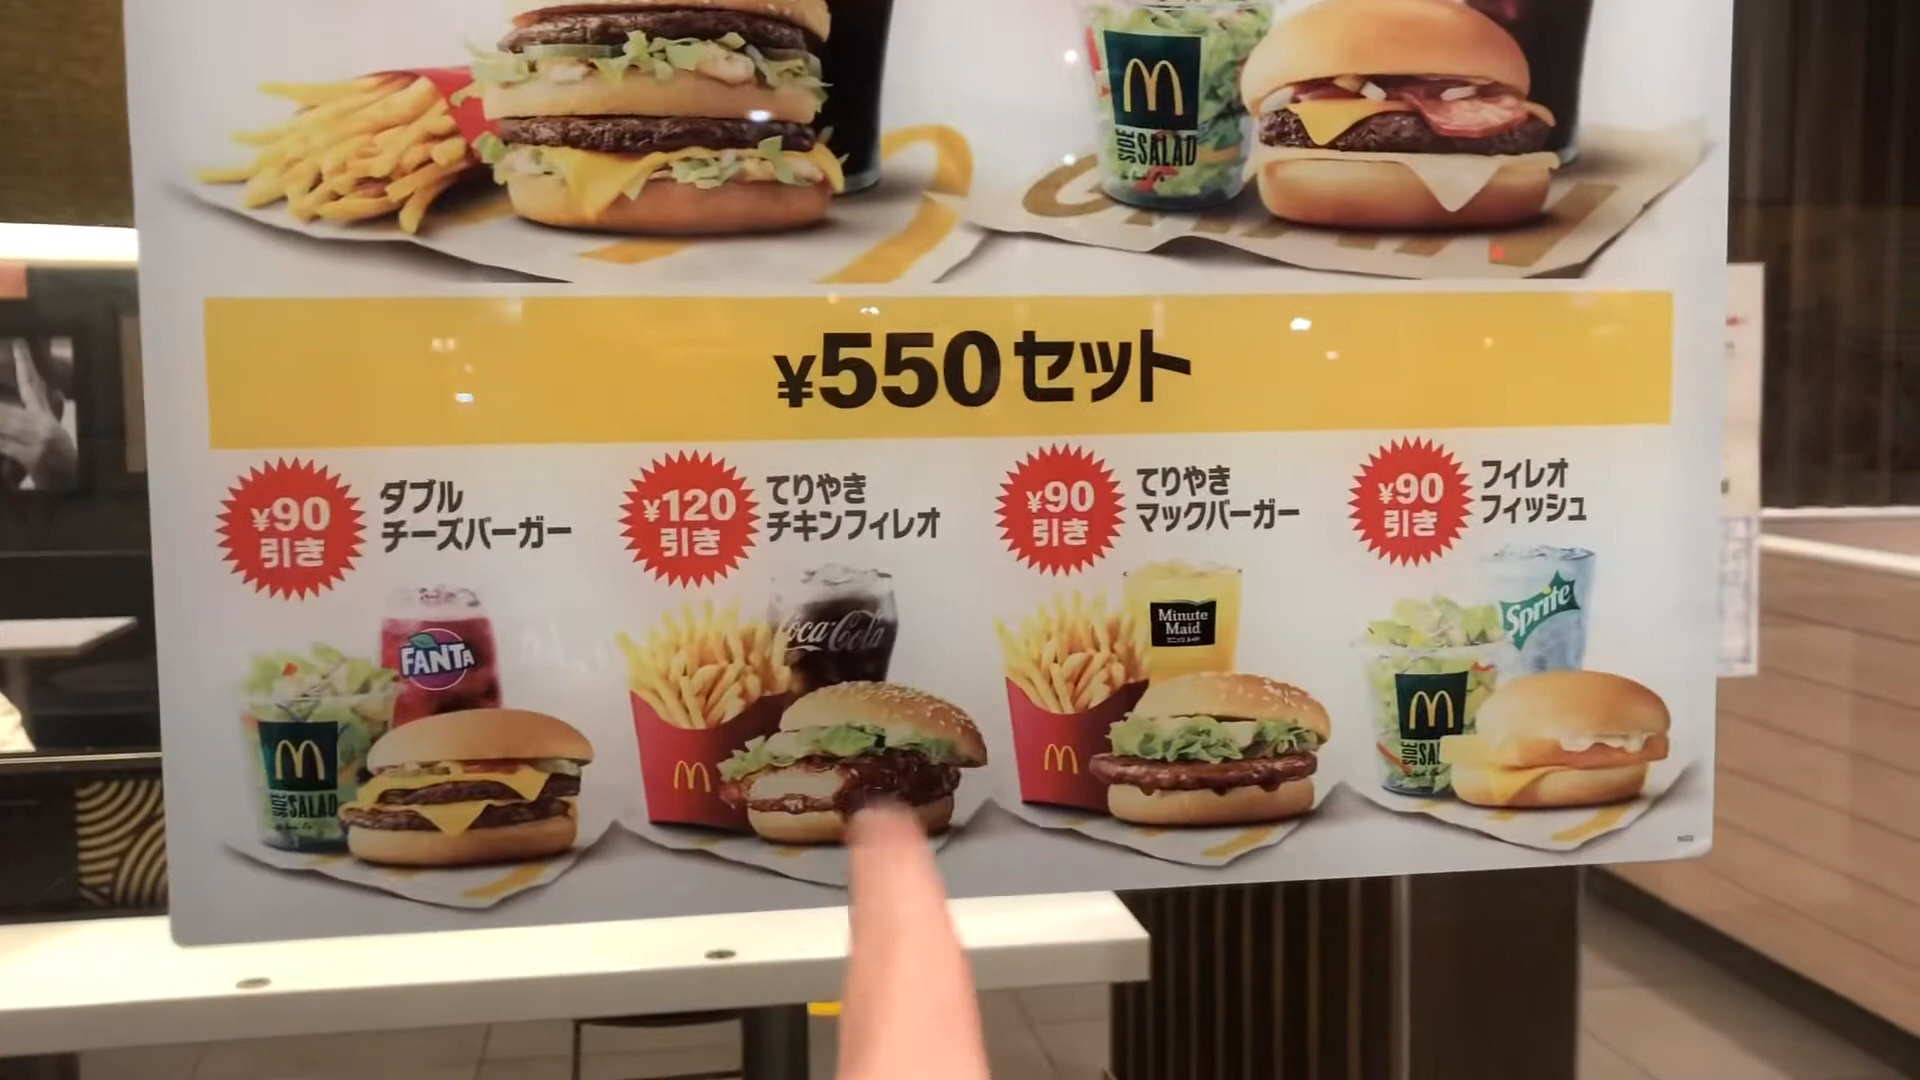 SIDE
SALAD
¥550セット
¥90
引き
ダブル
チーズバーガー
¥120
引き
てりやき
チキンフィレオ
¥90
引き
てりやき
マックバーガー
¥90
引き
フィレオ
フィッシュ
FANTA
Coca-Cola
Minute
Maid
Sprite
SIDE
SALAD
SIDE